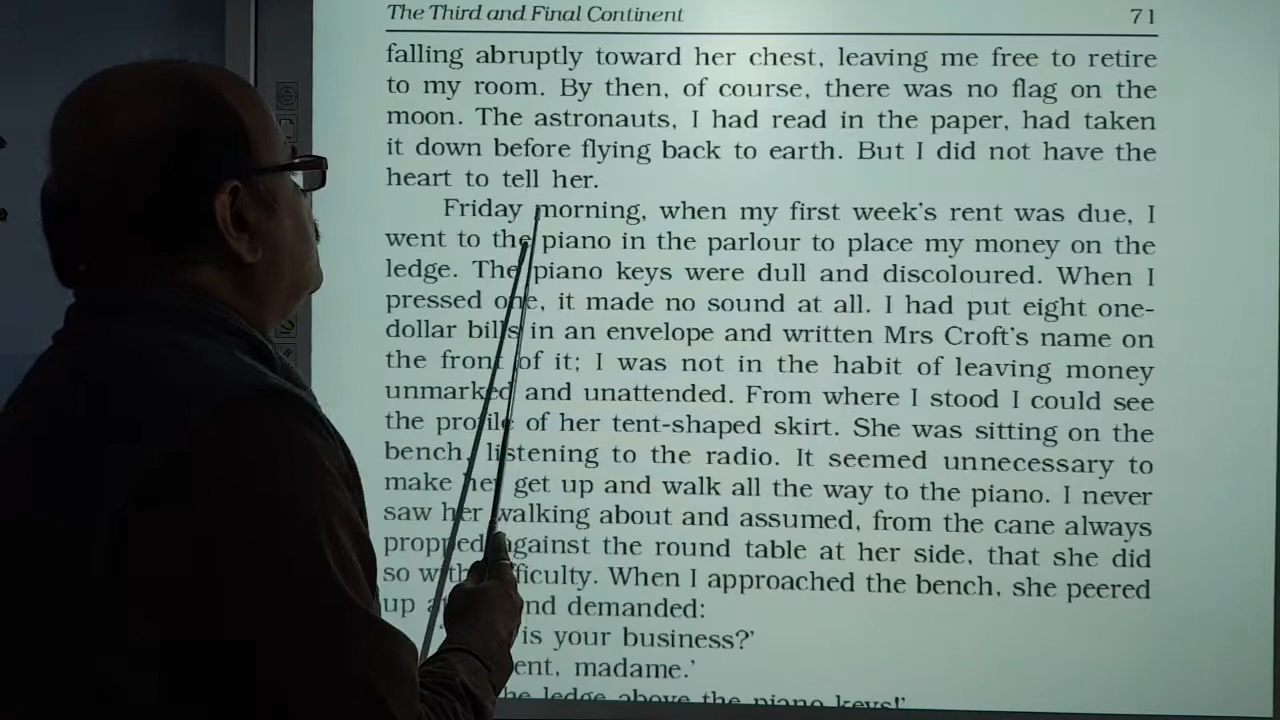 The Third and Final Continent 71
falling abruptly toward her chest, leaving me free to retire
to my room. By then, of course, there was no flag on the
moon. The astronauts, I had read in the paper, had taken
it down before flying back to earth. But I did not have the
heart to tell her.
Friday morning, when my first week's rent was due, I
went to the piano in the parlour to place my money on the
ledge. The piano keys were dull and discoloured. When I
pressed one, it made no sound at all. I had put eight one-
dollar bills in an envelope and written Mrs Croft's name on
the front of it; I was not in the habit of leaving money
unmarked and unattended. From where I stood I could see
the profile of her tent-shaped skirt. She was sitting on the
bench, listening to the radio. It seemed unnecessary to
make her get up and walk all the way to the piano. I never
saw her walking about and assumed, from the cane always
propped against the round table at her side, that she did
so with difficulty. When I approached the bench, she peered
up and demanded:
is your business?'
madame.'
the ledge above the piano keys!'